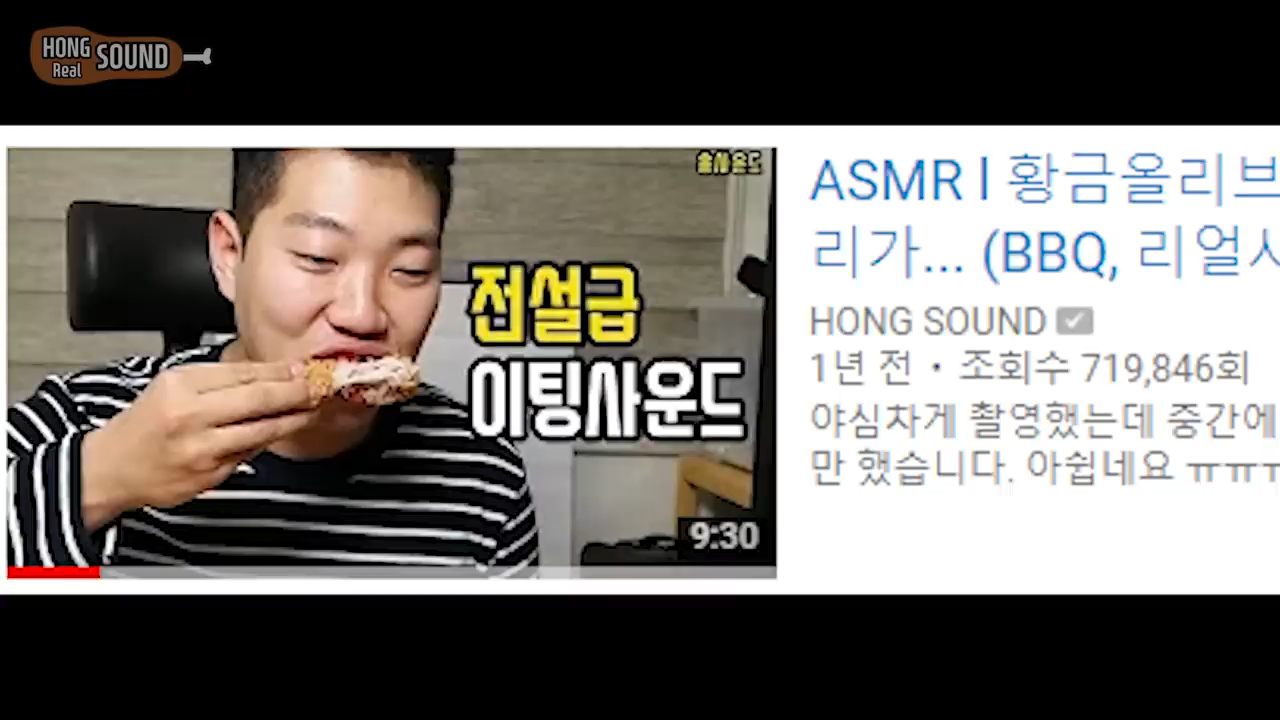 HONG
Real
SOUND
홍사운드
전설급
이팅사운드
9:30
ASMR l 황금올리브
리가... (BBQ, 리얼사
HONG SOUND
1년 전 • 조회수 719,846회
야심차게 촬영했는데 중간에
만 했습니다. 아쉽네요 ㅠㅠㅠ